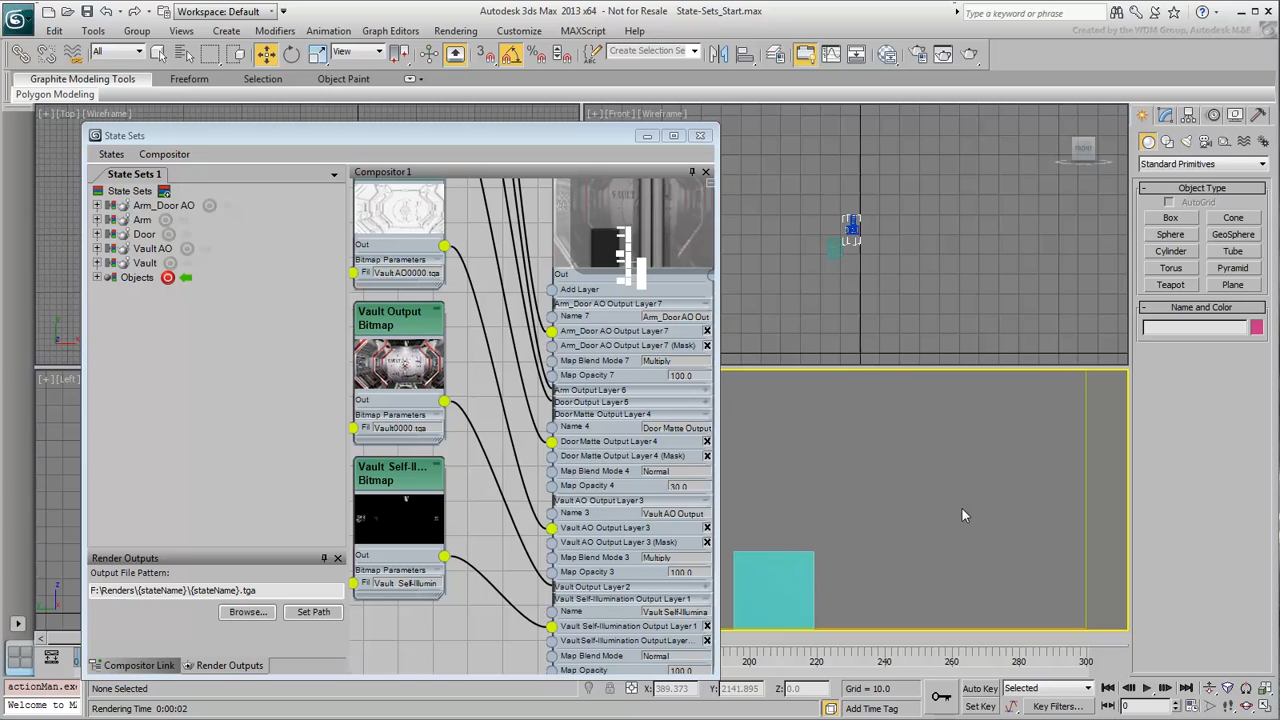 Workspace: Default
Autodesk 3ds Max 2013 x64 - Not for Resale State-Sets_Start.max
Type a keyword or phrase
Edit Tools Group Views Create Modifiers Animation Graph Editors Rendering Customize MAXScript Help
Created by the WDM Group, Autodesk M&E
All View Create Selection Se
Graphite Modeling Tools Freeform Selection Object Paint
Polygon Modeling
[+][Top][Wireframe]
[+][Front][Wireframe]
FRONT
State Sets
States Compositor
State Sets 1
State Sets
Arm_Door AO
Arm
Door
Vault AO
Vault
Objects
Compositor 1
Out
Bitmap Parameters
Fil Vault AO0000.tga
Vault Output
Bitmap
Out
Bitmap Parameters
Fil Vault0000.tga
Vault Self-Il...
Bitmap
Out
Bitmap Parameters
Fil Vault Self-Illumin
Out
Add Layer
Arm_Door AO Output Layer 7
Name 7 Arm_Door AO Out
Arm_Door AO Output Layer 7
Arm_Door AO Output Layer 7 (Mask)
Map Blend Mode 7 Multiply
Map Opacity 7 100.0
Arm Output Layer 6
Door Output Layer 5
Door Matte Output Layer 4
Name 4 Door Matte Output
Door Matte Output Layer 4
Door Matte Output Layer 4 (Mask)
Map Blend Mode 4 Normal
Map Opacity 4 30.0
Vault AO Output Layer 3
Name 3 Vault AO Output
Vault AO Output Layer 3
Vault AO Output Layer 3 (Mask)
Map Blend Mode 3 Multiply
Map Opacity 3 100.0
Vault Output Layer 2
Vault Self-Illumination Output Layer 1
Name Vault Self-Illumina
Vault Self-Illumination Output Layer 1
Vault Self-Illumination Output Layer...
Map Blend Mode Normal
Map Opacity 100.0
[+][Left]
Render Outputs
Output File Pattern:
F:\Renders\{stateName}\{stateName}.tga
Browse... Set Path
Compositor Link Render Outputs
Standard Primitives
Object Type
AutoGrid
Box Cone
Sphere GeoSphere
Cylinder Tube
Torus Pyramid
Teapot Plane
Name and Color
200 220 240 260 280 300
actionMan.ex
Welcome to M
None Selected
X: 389.373 Y: 2141.895 Z: 0.0 Grid = 10.0
Rendering Time 0:00:02
Add Time Tag
Auto Key Selected
Set Key Key Filters...
0